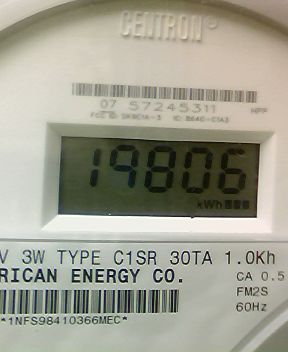 CENTRON®
07 57245311
19806
kWh
V 3W TYPE C1SR 30TA 1.0Kh
RICAN ENERGY CO.
CA 0.5
FM2S
60Hz
*1NFS98410366MEC*